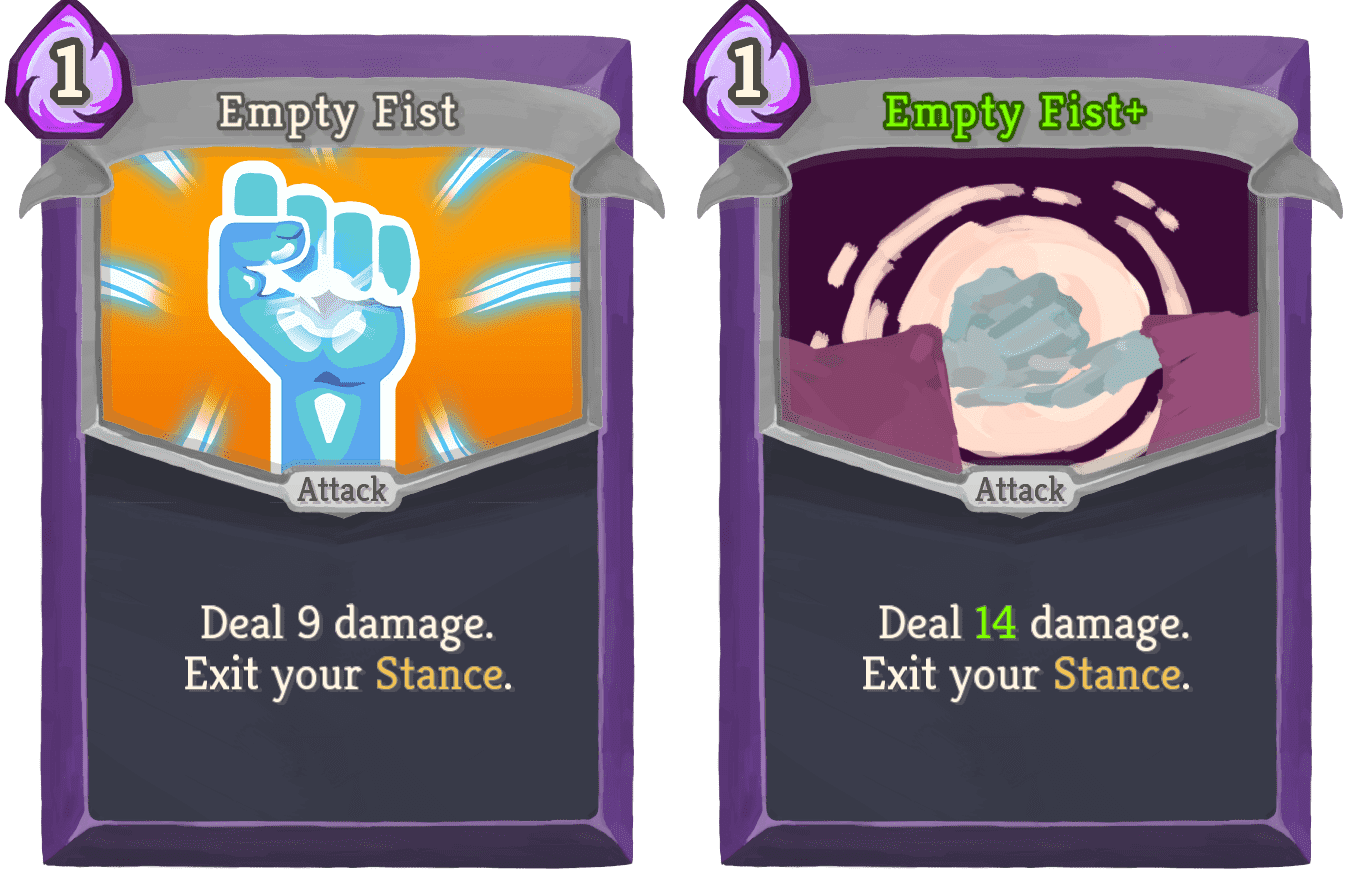 1
Empty Fist
Attack
Deal 9 damage.
Exit your Stance.
1
Empty Fist+
Attack
Deal 14 damage.
Exit your Stance.